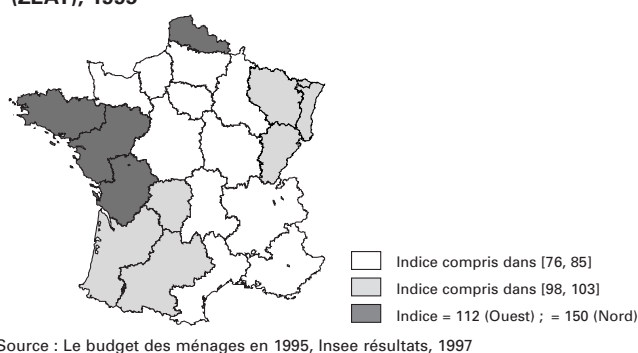 (ZEAT), 1995
Indice compris dans [76, 85]
Indice compris dans [98, 103]
Indice = 112 (Ouest) ; = 150 (Nord)
Source : Le budget des ménages en 1995, Insee résultats, 1997